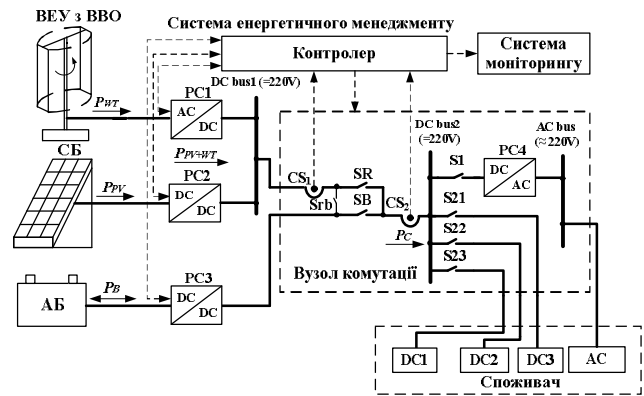 ВЕУ з ВВО
Система енергетичного менеджменту
Контролер
Система
моніторингу
DC bus1 (=220V)
PWT
PC1
AC
DC
DC bus2
(=220V)
AC bus
(≈220V)
СБ
PPV+WT
PPV
PC2
DC
DC
CS1
SR
Srb
SB
CS2
S1
PC4
DC
AC
S21
PC
S22
S23
Вузол комутації
АБ
PB
PC3
DC
DC
DC1
DC2
DC3
AC
Споживач